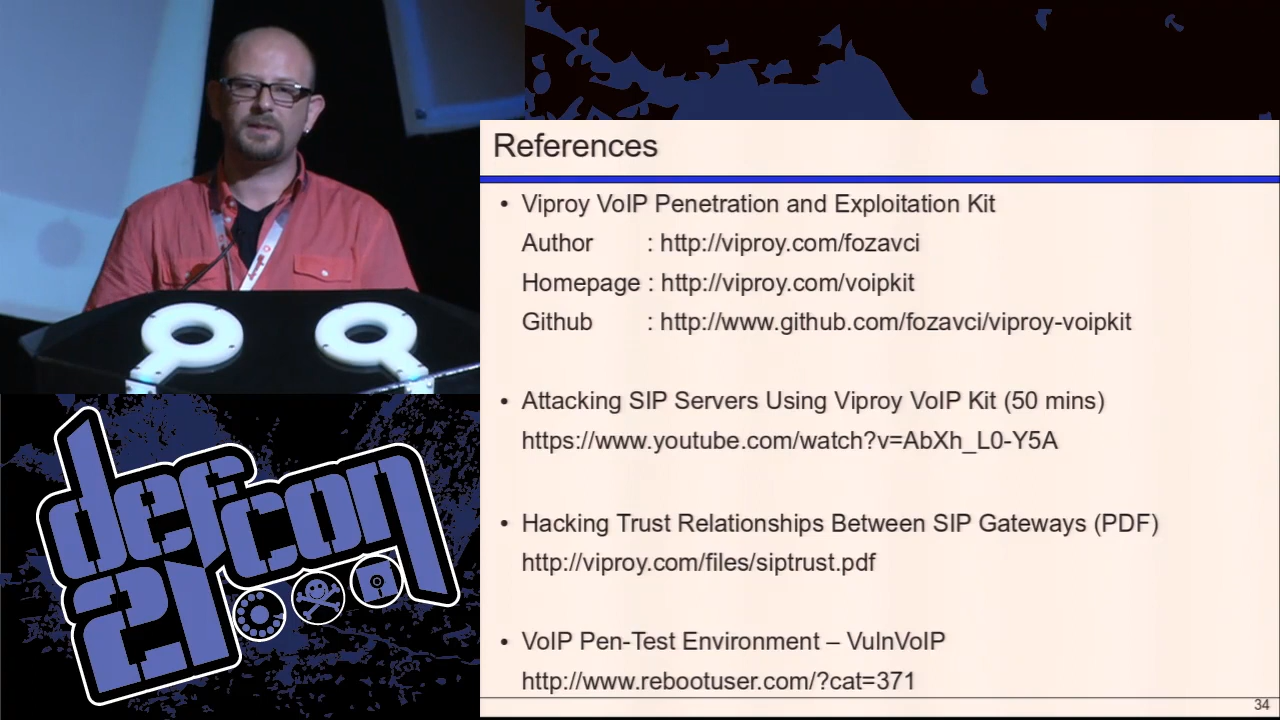 References
• Viproy VoIP Penetration and Exploitation Kit
Author : http://viproy.com/fozavci
Homepage : http://viproy.com/voipkit
Github : http://www.github.com/fozavci/viproy-voipkit
• Attacking SIP Servers Using Viproy VoIP Kit (50 mins)
https://www.youtube.com/watch?v=AbXh_L0-Y5A
• Hacking Trust Relationships Between SIP Gateways (PDF)
http://viproy.com/files/siptrust.pdf
• VoIP Pen-Test Environment – VulnVoIP
http://www.rebootuser.com/?cat=371
34
defcon
21